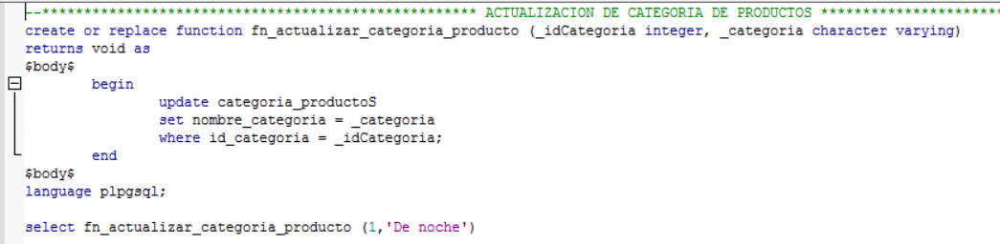 --**************************************************** ACTUALIZACION DE CATEGORIA DE PRODUCTOS **********************
create or replace function fn_actualizar_categoria_producto (_idCategoria integer, _categoria character varying)
returns void as
$body$
begin
update categoria_productoS
set nombre_categoria = _categoria
where id_categoria = _idCategoria;
end
$body$
language plpgsql;
select fn_actualizar_categoria_producto (1,'De noche')